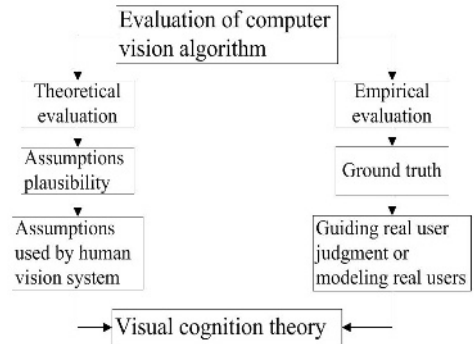 Evaluation of computer
vision algorithm
Theoretical
evaluation
Empirical
evaluation
Assumptions
plausibility
Ground truth
Assumptions
used by human
vision system
Guiding real user
judgment or
modeling real users
Visual cognition theory